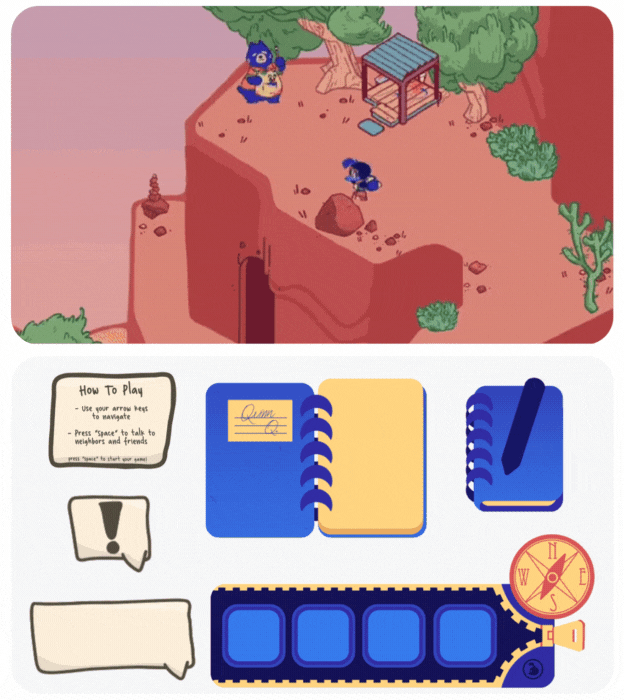 How To Play
- Use your arrow keys
to navigate
- Press "Space" to talk to
neighbors and friends
press "space" to start your game!
!
Quinn
Q.
N
W E
S